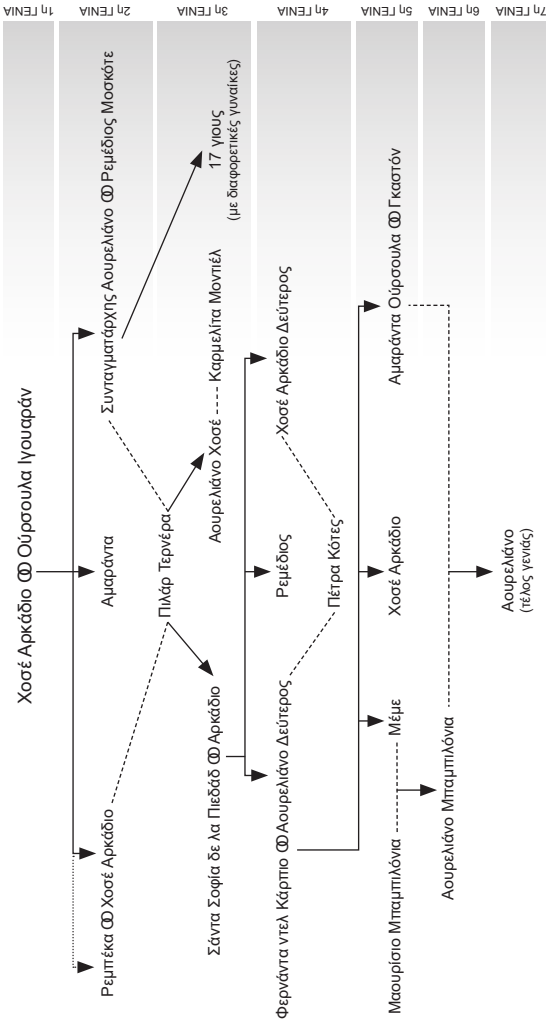 1η ΓΕΝΙΑ
Χοσέ Αρκάδιο Ⓞ Ούρσουλα Ιγουαράν
2η ΓΕΝΙΑ
Ρεμπέκα Ⓞ Χοσέ Αρκάδιο
Αμαράντα
Συνταγματάρχης Αουρελιάνο Ⓞ Ρεμέδιος Μοσκότε
Πιλάρ Τερνέρα
3η ΓΕΝΙΑ
Σάντα Σοφία δε λα Πιεδάδ Ⓞ Αρκάδιο
Αουρελιάνο Χοσέ
Καρμελίτα Μοντιέλ
17 γιους
(με διαφορετικές γυναίκες)
4η ΓΕΝΙΑ
Φερνάντα ντελ Κάρπιο Ⓞ Αουρελιάνο Δεύτερος
Ρεμέδιος
Χοσέ Αρκάδιο Δεύτερος
Πέτρα Κότες
5η ΓΕΝΙΑ
Μαουρίσιο Μπαμπιλόνια
Μέμε
Χοσέ Αρκάδιο
Αμαράντα Ούρσουλα Ⓞ Γκαστόν
6η ΓΕΝΙΑ
Αουρελιάνο Μπαμπιλόνια
7η ΓΕΝΙΑ
Αουρελιάνο
(τέλος γενιάς)